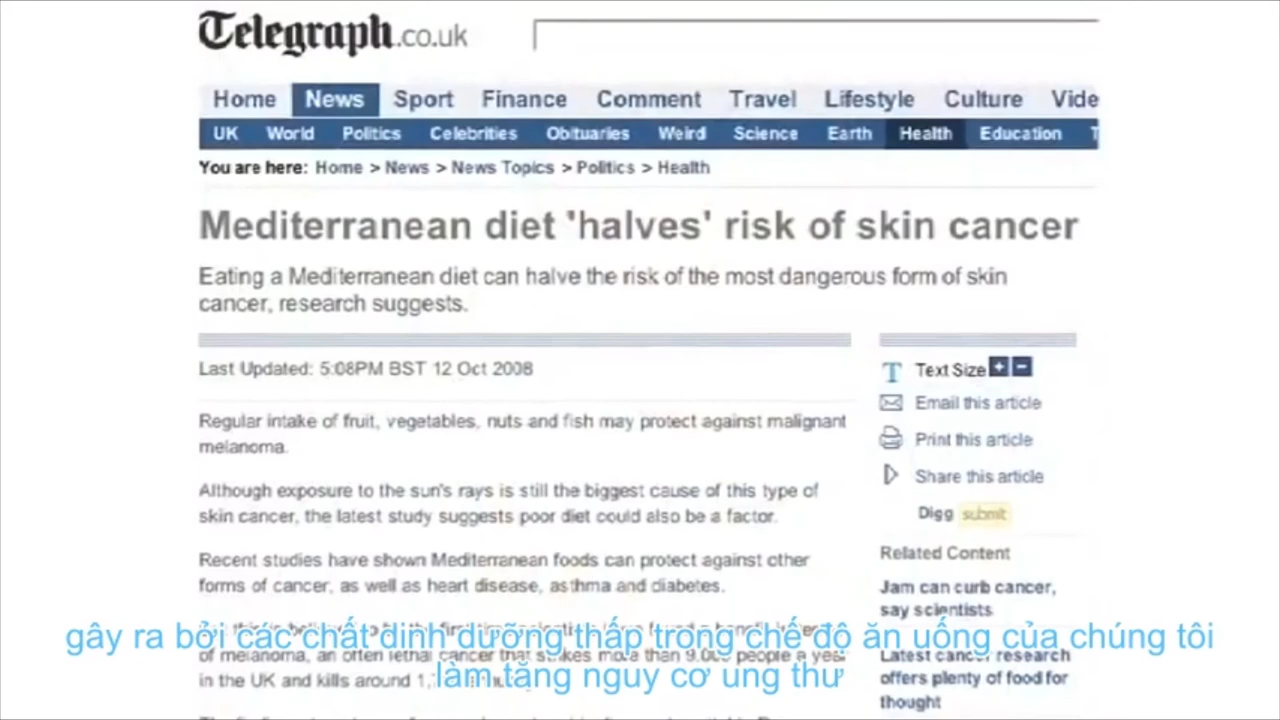 Telegraph.co.uk
Home News Sport Finance Comment Travel Lifestyle Culture Vide
UK World Politics Celebrities Obituaries Weird Science Earth Health Education
You are here: Home > News > News Topics > Politics > Health
Mediterranean diet 'halves' risk of skin cancer
Eating a Mediterranean diet can halve the risk of the most dangerous form of skin
cancer, research suggests.
Last Updated: 5:08PM BST 12 Oct 2008
Regular intake of fruit, vegetables, nuts and fish may protect against malignant
melanoma.
Although exposure to the sun's rays is still the biggest cause of this type of
skin cancer, the latest study suggests poor diet could also be a factor.
Recent studies have shown Mediterranean foods can protect against other
forms of cancer, as well as heart disease, asthma and diabetes.
of melanoma, an often lethal cancer that strikes more than people a year
in the UK and kills around
Text Size + -
Email this article
Print this article
Share this article
Digg submit
Related Content
Jam can curb cancer,
say scientists
Latest cancer research
offers plenty of food for
thought
gây ra bởi các chất dinh dưỡng thấp trong chế độ ăn uống của chúng tôi
làm tăng nguy cơ ung thư